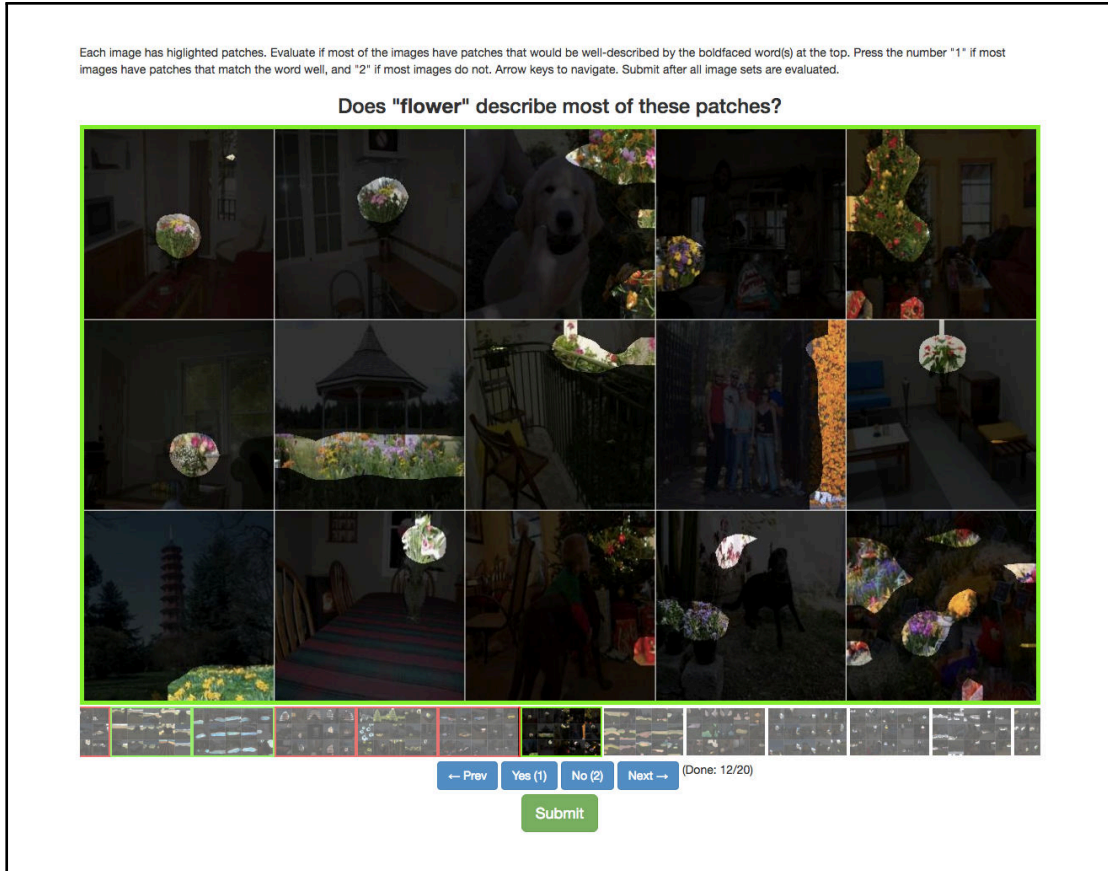 Each image has higlighted patches. Evaluate if most of the images have patches that would be well-described by the boldfaced word(s) at the top. Press the number "1" if most
images have patches that match the word well, and "2" if most images do not. Arrow keys to navigate. Submit after all image sets are evaluated.
Does "flower" describe most of these patches?
← Prev Yes (1) No (2) Next → (Done: 12/20)
Submit